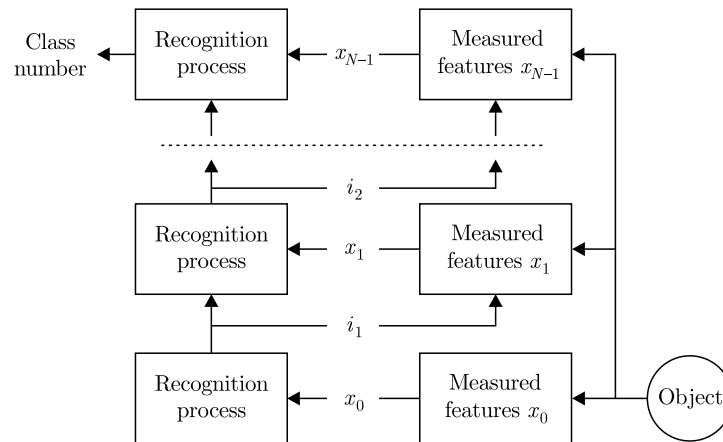 Class
number
Recognition
process
x_{N−1}
Measured
features x_{N−1}
i_2
Recognition
process
x_1
Measured
features x_1
i_1
Recognition
process
x_0
Measured
features x_0
Object